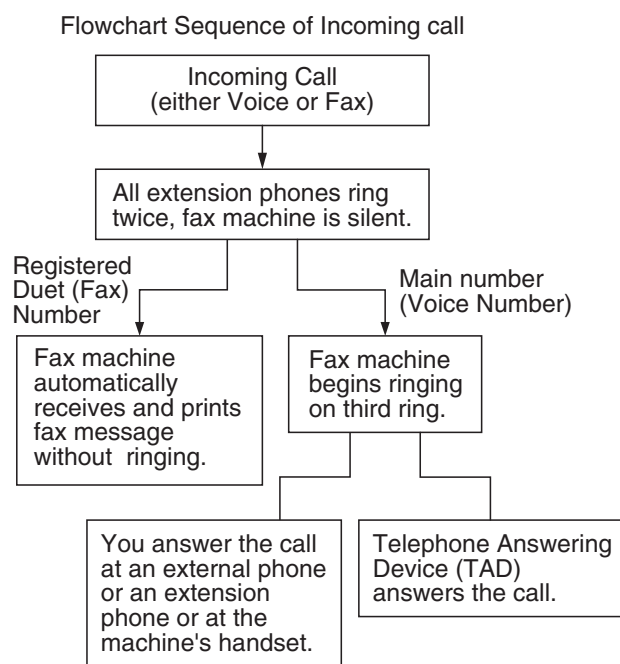 Flowchart Sequence of Incoming call
Incoming Call
(either Voice or Fax)
All extension phones ring
twice, fax machine is silent.
Registered
Duet (Fax)
Number
Main number
(Voice Number)
Fax machine
automatically
receives and prints
fax message
without ringing.
Fax machine
begins ringing
on third ring.
You answer the call
at an external phone
or an extension
phone or at the
machine's handset.
Telephone Answering
Device (TAD)
answers the call.